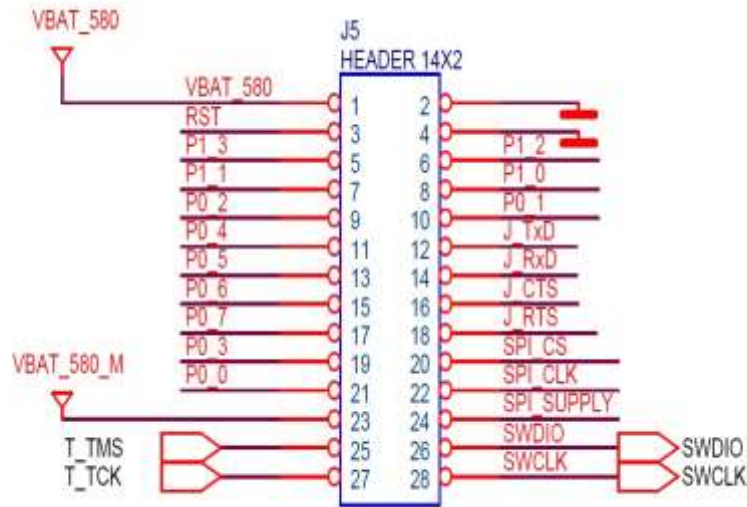 VBAT_580
J5
HEADER 14X2
VBAT_580 1 2
RST 3 4
P1_3 5 6 P1_2
P1_1 7 8 P1_0
P0_2 9 10 P0_1
P0_4 11 12 J_TxD
P0_5 13 14 J_RxD
P0_6 15 16 J_CTS
P0_7 17 18 J_RTS
P0_3 19 20 SPI_CS
P0_0 21 22 SPI_CLK
VBAT_580_M 23 24 SPI_SUPPLY
T_TMS 25 26 SWDIO SWDIO
T_TCK 27 28 SWCLK SWCLK